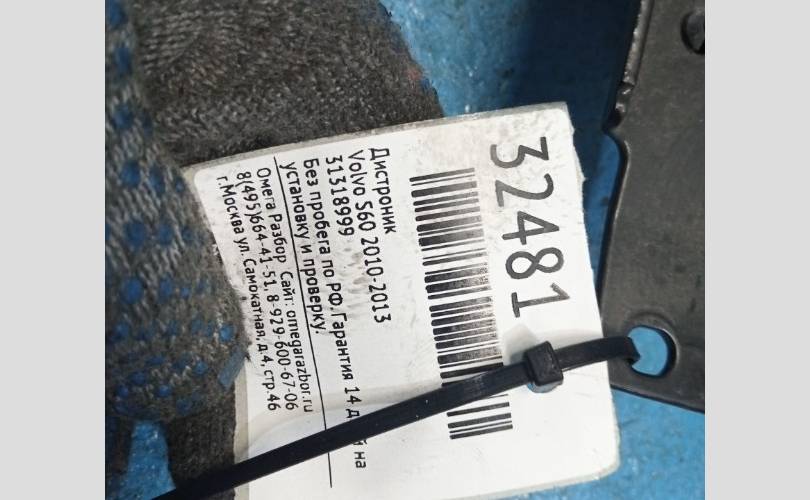 32481
Дистроник
Volvo S60 2010-2013
31318999
Без пробега по РФ.Гарантия 14 д на
установку и проверку.
Омега Разбор Сайт: omegarazbor.ru
8(495)664-41-51, 8-929-600-67-06
г.Москва ул. Самокатная, д.4, стр.46